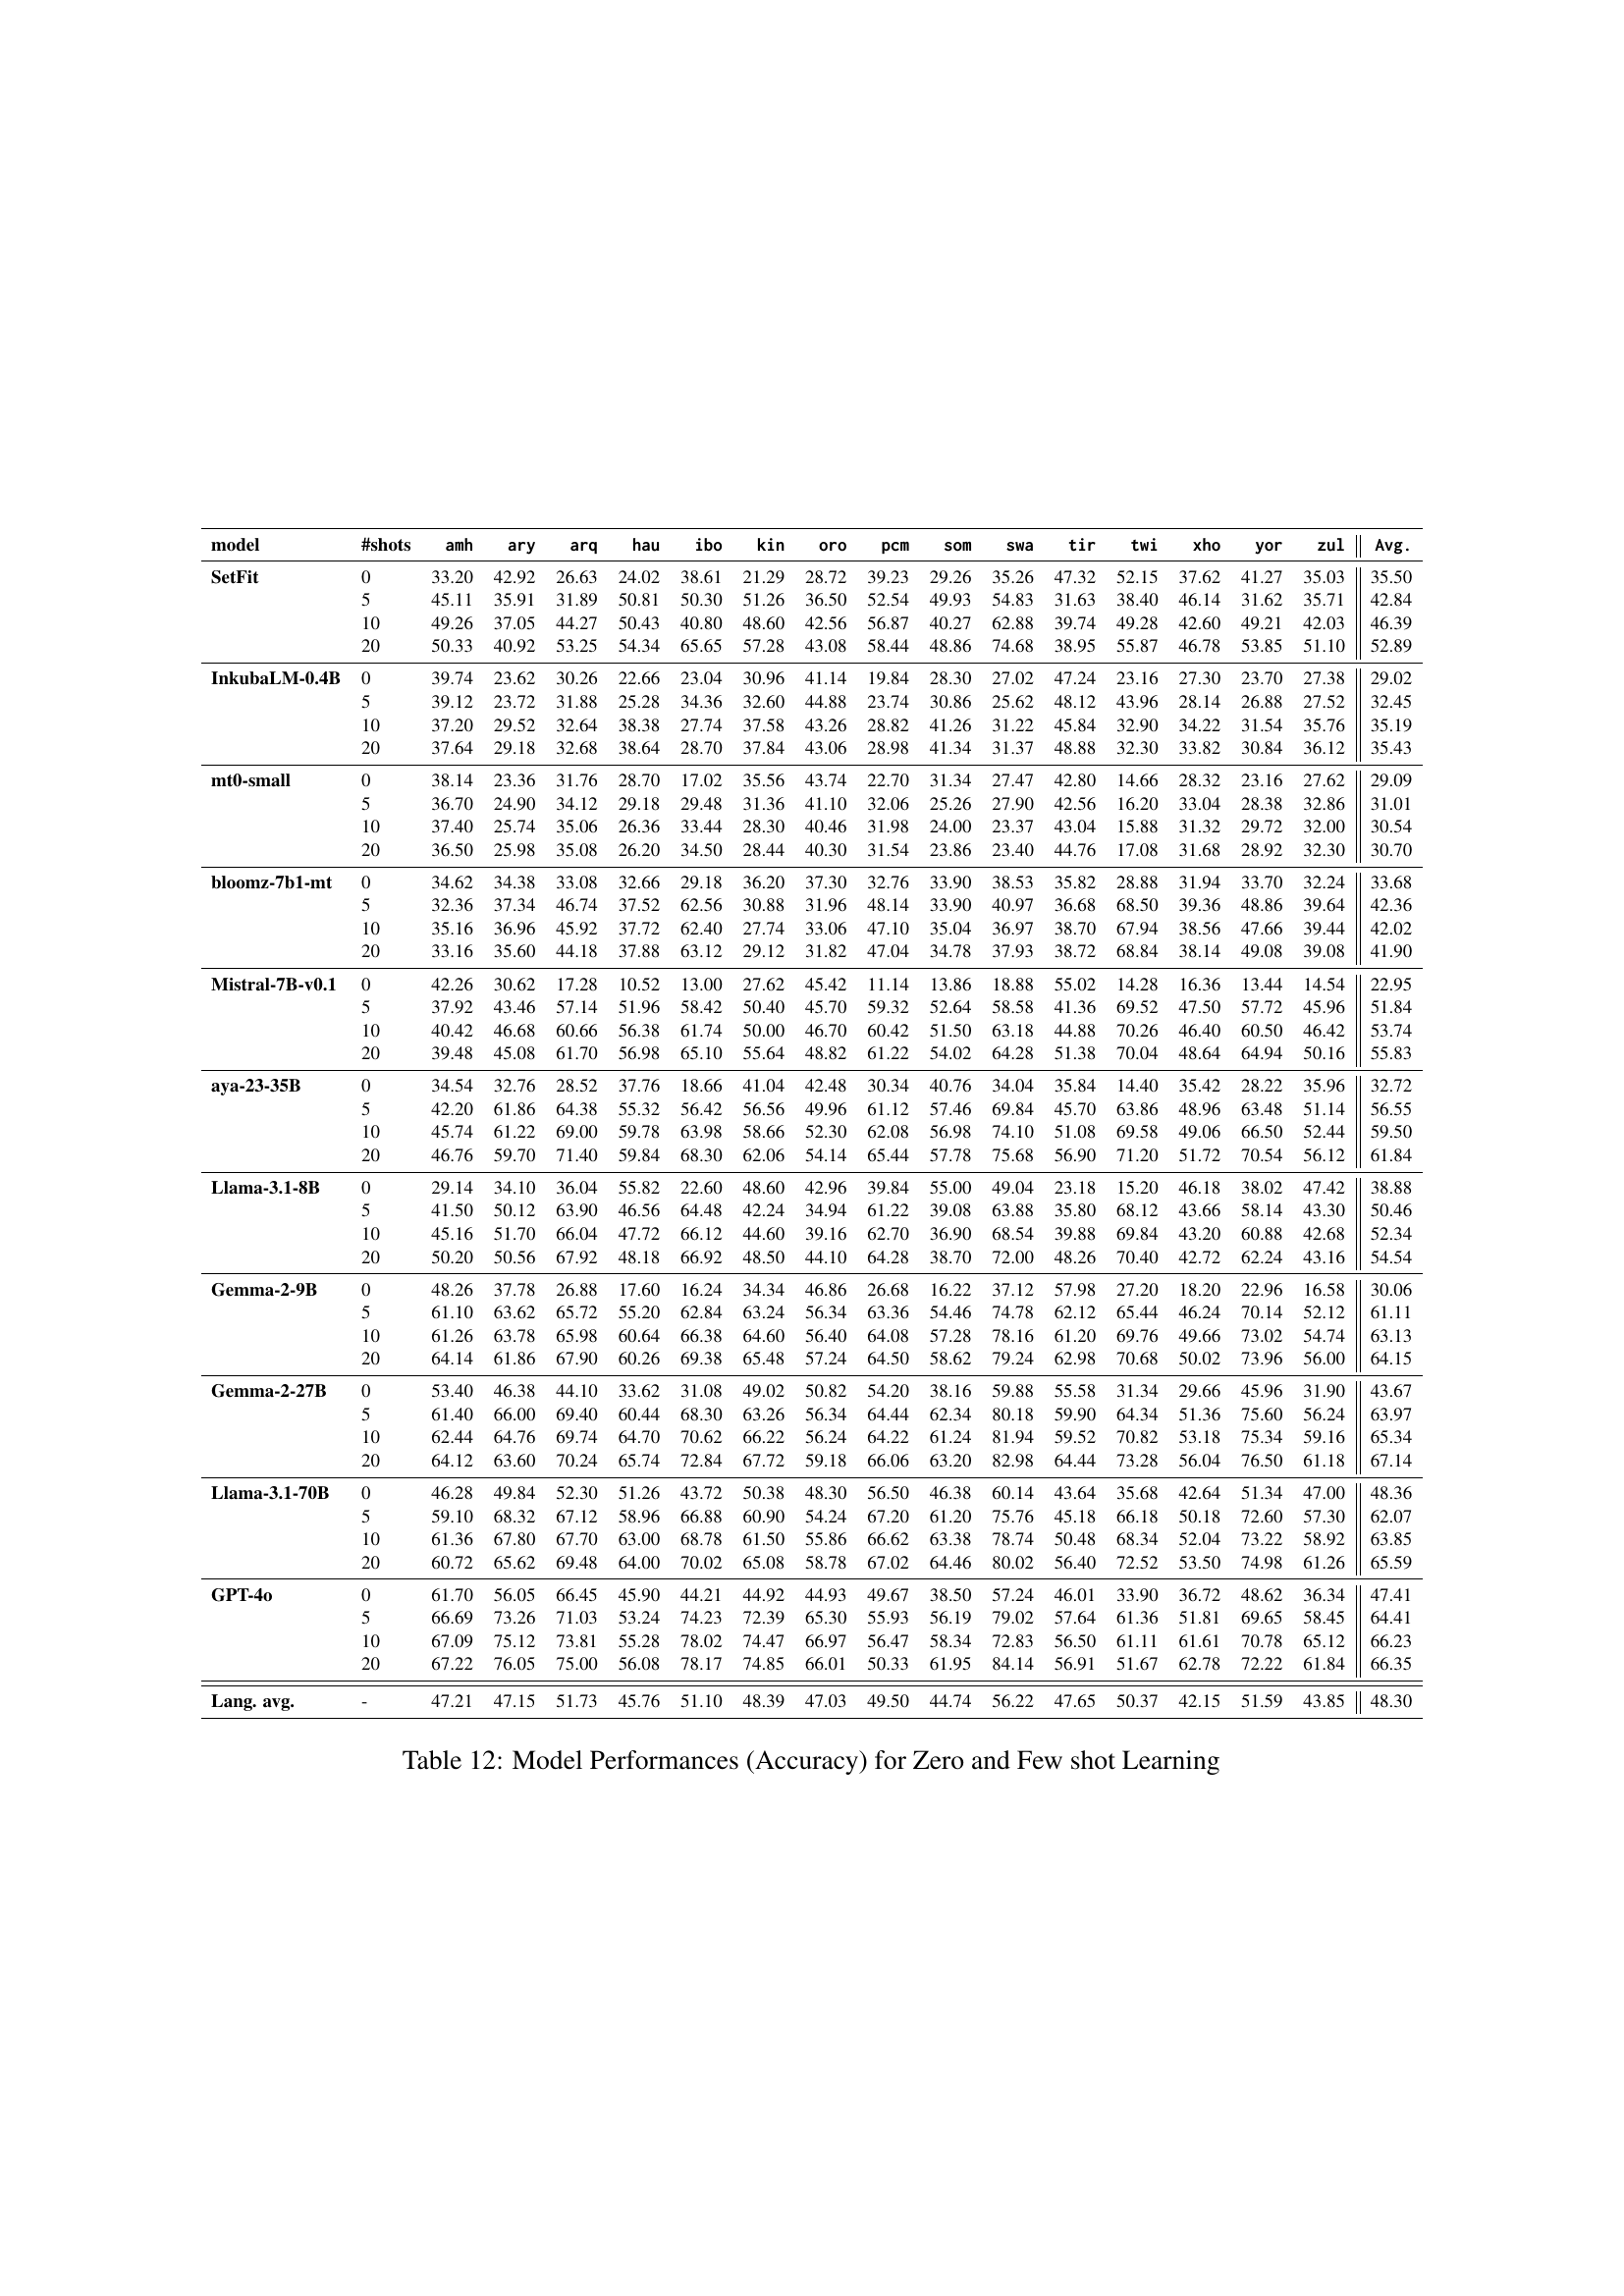 model #shots amh ary arq hau ibo kin oro pcm som swa tir twi xho yor zul Avg.
SetFit 0 33.20 42.92 26.63 24.02 38.61 21.29 28.72 39.23 29.26 35.26 47.32 52.15 37.62 41.27 35.03 35.50
5 45.11 35.91 31.89 50.81 50.30 51.26 36.50 52.54 49.93 54.83 31.63 38.40 46.14 31.62 35.71 42.84
10 49.26 37.05 44.27 50.43 40.80 48.60 42.56 56.87 40.27 62.88 39.74 49.28 42.60 49.21 42.03 46.39
20 50.33 40.92 53.25 54.34 65.65 57.28 43.08 58.44 48.86 74.68 38.95 55.87 46.78 53.85 51.10 52.89
InkubaLM-0.4B 0 39.74 23.62 30.26 22.66 23.04 30.96 41.14 19.84 28.30 27.02 47.24 23.16 27.30 23.70 27.38 29.02
5 39.12 23.72 31.88 25.28 34.36 32.60 44.88 23.74 30.86 25.62 48.12 43.96 28.14 26.88 27.52 32.45
10 37.20 29.52 32.64 38.38 27.74 37.58 43.26 28.82 41.26 31.22 45.84 32.90 34.22 31.54 35.76 35.19
20 37.64 29.18 32.68 38.64 28.70 37.84 43.06 28.98 41.34 31.37 48.88 32.30 33.82 30.84 36.12 35.43
mt0-small 0 38.14 23.36 31.76 28.70 17.02 35.56 43.74 22.70 31.34 27.47 42.80 14.66 28.32 23.16 27.62 29.09
5 36.70 24.90 34.12 29.18 29.48 31.36 41.10 32.06 25.26 27.90 42.56 16.20 33.04 28.38 32.86 31.01
10 37.40 25.74 35.06 26.36 33.44 28.30 40.46 31.98 24.00 23.37 43.04 15.88 31.32 29.72 32.00 30.54
20 36.50 25.98 35.08 26.20 34.50 28.44 40.30 31.54 23.86 23.40 44.76 17.08 31.68 28.92 32.30 30.70
bloomz-7b1-mt 0 34.62 34.38 33.08 32.66 29.18 36.20 37.30 32.76 33.90 38.53 35.82 28.88 31.94 33.70 32.24 33.68
5 32.36 37.34 46.74 37.52 62.56 30.88 31.96 48.14 33.90 40.97 36.68 68.50 39.36 48.86 39.64 42.36
10 35.16 36.96 45.92 37.72 62.40 27.74 33.06 47.10 35.04 36.97 38.70 67.94 38.56 47.66 39.44 42.02
20 33.16 35.60 44.18 37.88 63.12 29.12 31.82 47.04 34.78 37.93 38.72 68.84 38.14 49.08 39.08 41.90
Mistral-7B-v0.1 0 42.26 30.62 17.28 10.52 13.00 27.62 45.42 11.14 13.86 18.88 55.02 14.28 16.36 13.44 14.54 22.95
5 37.92 43.46 57.14 51.96 58.42 50.40 45.70 59.32 52.64 58.58 41.36 69.52 47.50 57.72 45.96 51.84
10 40.42 46.68 60.66 56.38 61.74 50.00 46.70 60.42 51.50 63.18 44.88 70.26 46.40 60.50 46.42 53.74
20 39.48 45.08 61.70 56.98 65.10 55.64 48.82 61.22 54.02 64.28 51.38 70.04 48.64 64.94 50.16 55.83
aya-23-35B 0 34.54 32.76 28.52 37.76 18.66 41.04 42.48 30.34 40.76 34.04 35.84 14.40 35.42 28.22 35.96 32.72
5 42.20 61.86 64.38 55.32 56.42 56.56 49.96 61.12 57.46 69.84 45.70 63.86 48.96 63.48 51.14 56.55
10 45.74 61.22 69.00 59.78 63.98 58.66 52.30 62.08 56.98 74.10 51.08 69.58 49.06 66.50 52.44 59.50
20 46.76 59.70 71.40 59.84 68.30 62.06 54.14 65.44 57.78 75.68 56.90 71.20 51.72 70.54 56.12 61.84
Llama-3.1-8B 0 29.14 34.10 36.04 55.82 22.60 48.60 42.96 39.84 55.00 49.04 23.18 15.20 46.18 38.02 47.42 38.88
5 41.50 50.12 63.90 46.56 64.48 42.24 34.94 61.22 39.08 63.88 35.80 68.12 43.66 58.14 43.30 50.46
10 45.16 51.70 66.04 47.72 66.12 44.60 39.16 62.70 36.90 68.54 39.88 69.84 43.20 60.88 42.68 52.34
20 50.20 50.56 67.92 48.18 66.92 48.50 44.10 64.28 38.70 72.00 48.26 70.40 42.72 62.24 43.16 54.54
Gemma-2-9B 0 48.26 37.78 26.88 17.60 16.24 34.34 46.86 26.68 16.22 37.12 57.98 27.20 18.20 22.96 16.58 30.06
5 61.10 63.62 65.72 55.20 62.84 63.24 56.34 63.36 54.46 74.78 62.12 65.44 46.24 70.14 52.12 61.11
10 61.26 63.78 65.98 60.64 66.38 64.60 56.40 64.08 57.28 78.16 61.20 69.76 49.66 73.02 54.74 63.13
20 64.14 61.86 67.90 60.26 69.38 65.48 57.24 64.50 58.62 79.24 62.98 70.68 50.02 73.96 56.00 64.15
Gemma-2-27B 0 53.40 46.38 44.10 33.62 31.08 49.02 50.82 54.20 38.16 59.88 55.58 31.34 29.66 45.96 31.90 43.67
5 61.40 66.00 69.40 60.44 68.30 63.26 56.34 64.44 62.34 80.18 59.90 64.34 51.36 75.60 56.24 63.97
10 62.44 64.76 69.74 64.70 70.62 66.22 56.24 64.22 61.24 81.94 59.52 70.82 53.18 75.34 59.16 65.34
20 64.12 63.60 70.24 65.74 72.84 67.72 59.18 66.06 63.20 82.98 64.44 73.28 56.04 76.50 61.18 67.14
Llama-3.1-70B 0 46.28 49.84 52.30 51.26 43.72 50.38 48.30 56.50 46.38 60.14 43.64 35.68 42.64 51.34 47.00 48.36
5 59.10 68.32 67.12 58.96 66.88 60.90 54.24 67.20 61.20 75.76 45.18 66.18 50.18 72.60 57.30 62.07
10 61.36 67.80 67.70 63.00 68.78 61.50 55.86 66.62 63.38 78.74 50.48 68.34 52.04 73.22 58.92 63.85
20 60.72 65.62 69.48 64.00 70.02 65.08 58.78 67.02 64.46 80.02 56.40 72.52 53.50 74.98 61.26 65.59
GPT-4o 0 61.70 56.05 66.45 45.90 44.21 44.92 44.93 49.67 38.50 57.24 46.01 33.90 36.72 48.62 36.34 47.41
5 66.69 73.26 71.03 53.24 74.23 72.39 65.30 55.93 56.19 79.02 57.64 61.36 51.81 69.65 58.45 64.41
10 67.09 75.12 73.81 55.28 78.02 74.47 66.97 56.47 58.34 72.83 56.50 61.11 61.61 70.78 65.12 66.23
20 67.22 76.05 75.00 56.08 78.17 74.85 66.01 50.33 61.95 84.14 56.91 51.67 62.78 72.22 61.84 66.35
Lang. avg. - 47.21 47.15 51.73 45.76 51.10 48.39 47.03 49.50 44.74 56.22 47.65 50.37 42.15 51.59 43.85 48.30
Table 12: Model Performances (Accuracy) for Zero and Few shot Learning